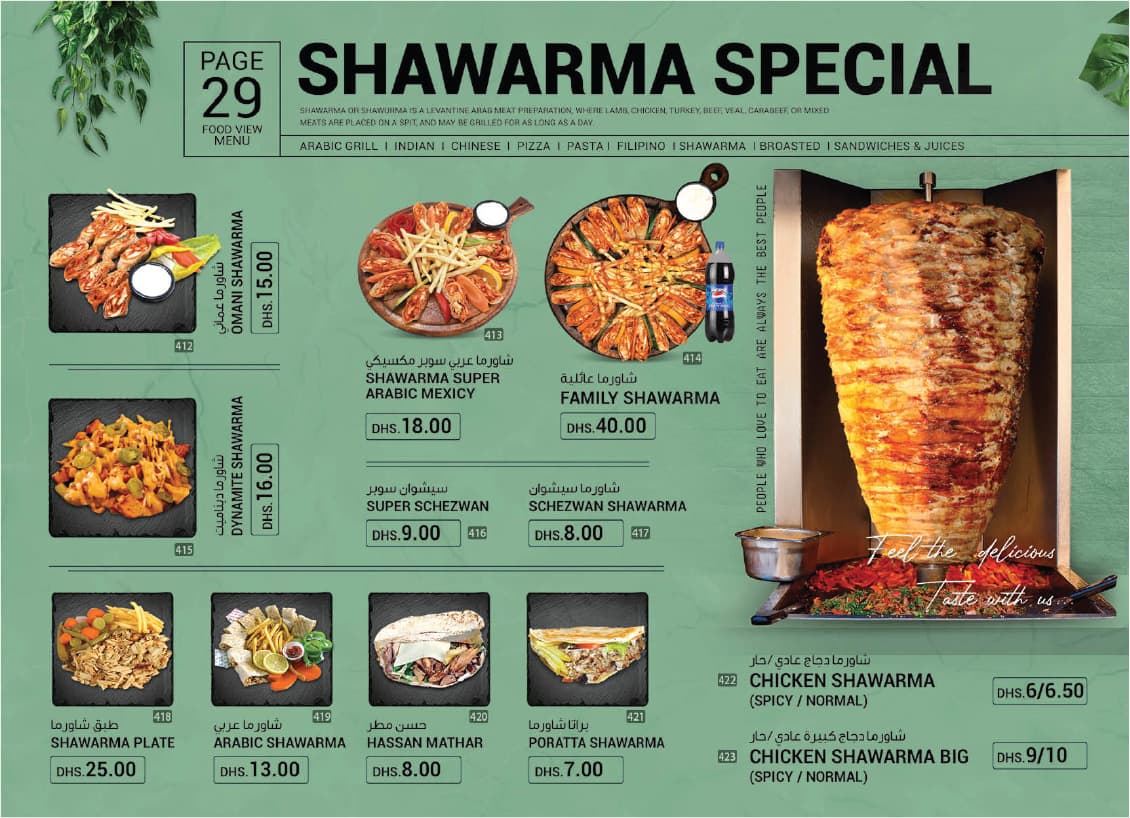 PAGE
29
FOOD VIEW
MENU
SHAWARMA SPECIAL
SHAWARMA OR SHAWURMA IS A LEVANTINE ARAB MEAT PREPARATION, WHERE LAMB, CHICKEN, TURKEY, BEEF, VEAL, CARABEEF, OR MIXED
MEATS ARE PLACED ON A SPIT, AND MAY BE GRILLED FOR AS LONG AS A DAY.
ARABIC GRILL I INDIAN I CHINESE I PIZZA I PASTA I FILIPINO I SHAWARMA I BROASTED I SANDWICHES & JUICES
شاورما عماني
OMANI SHAWARMA
DHS.15.00
412
شاورما ديناميت
DYNAMITE SHAWARMA
DHS.16.00
415
413
شاورما عربي سوبر مكسيكي
SHAWARMA SUPER
ARABIC MEXICY
DHS.18.00
pepsi
414
شاورما عائلية
FAMILY SHAWARMA
DHS.40.00
سيشوان سوبر
SUPER SCHEZWAN
DHS.9.00 416
شاورما سيشوان
SCHEZWAN SHAWARMA
DHS.8.00 417
418
طبق شاورما
SHAWARMA PLATE
DHS.25.00
419
شاورما عربي
ARABIC SHAWARMA
DHS.13.00
420
حسن مطر
HASSAN MATHAR
DHS.8.00
421
براتا شاورما
PORATTA SHAWARMA
DHS.7.00
PEOPLE WHO LOVE TO EAT ARE ALWAYS THE BEST PEOPLE
Feel the delicious
Taste with us...
شاورما دجاج عادي/حار
422 CHICKEN SHAWARMA
(SPICY / NORMAL)
DHS.6/6.50
شاورما دجاج كبيرة عادي/حار
423 CHICKEN SHAWARMA BIG
(SPICY / NORMAL)
DHS.9/10